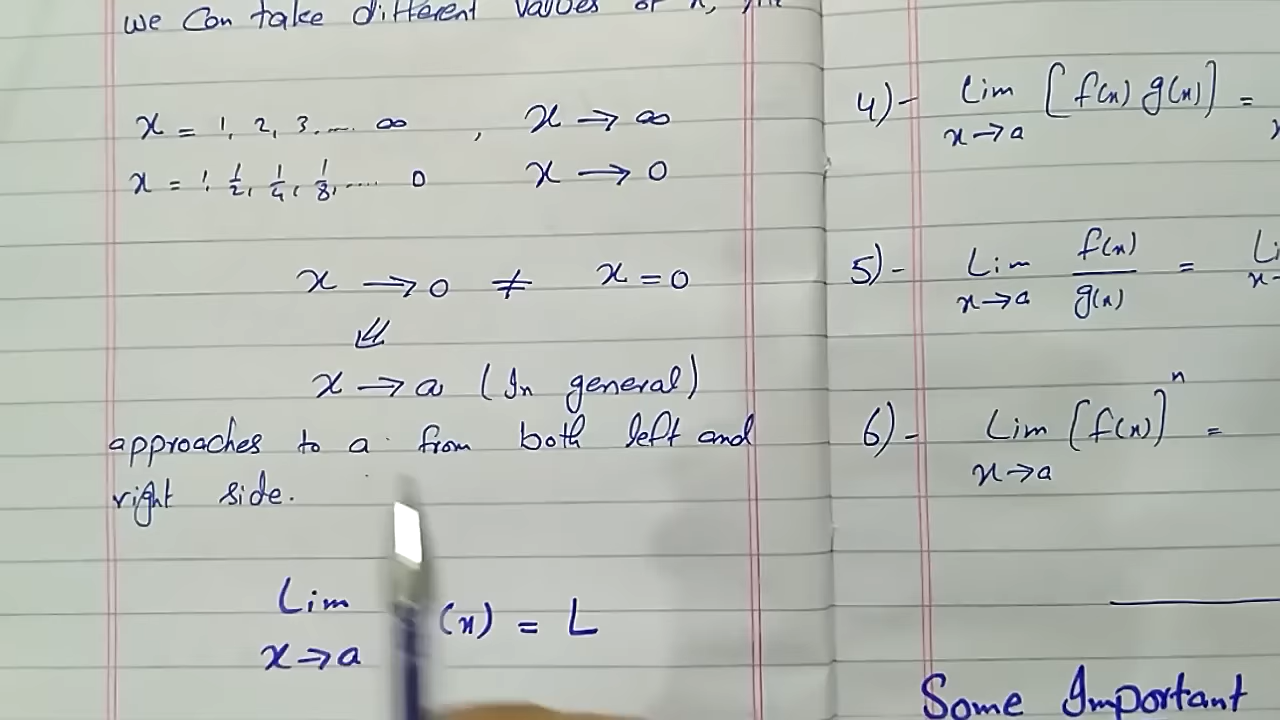 we Can take different values of x,
x = 1, 2, 3, .... ∞ , x → ∞
x = 1, 1/2, 1/4, 1/8, .... 0 x → 0
x → 0 ≠ x = 0
⇙
x → a (In general)
approaches to a from both left and
right side.
Lim x→a (x) = L
4)- Lim x→a [f(x) g(x)] =
5)- Lim x→a f(x)/g(x) = Li x-
6)- Lim x→a [f(x)]^n =
Some Important